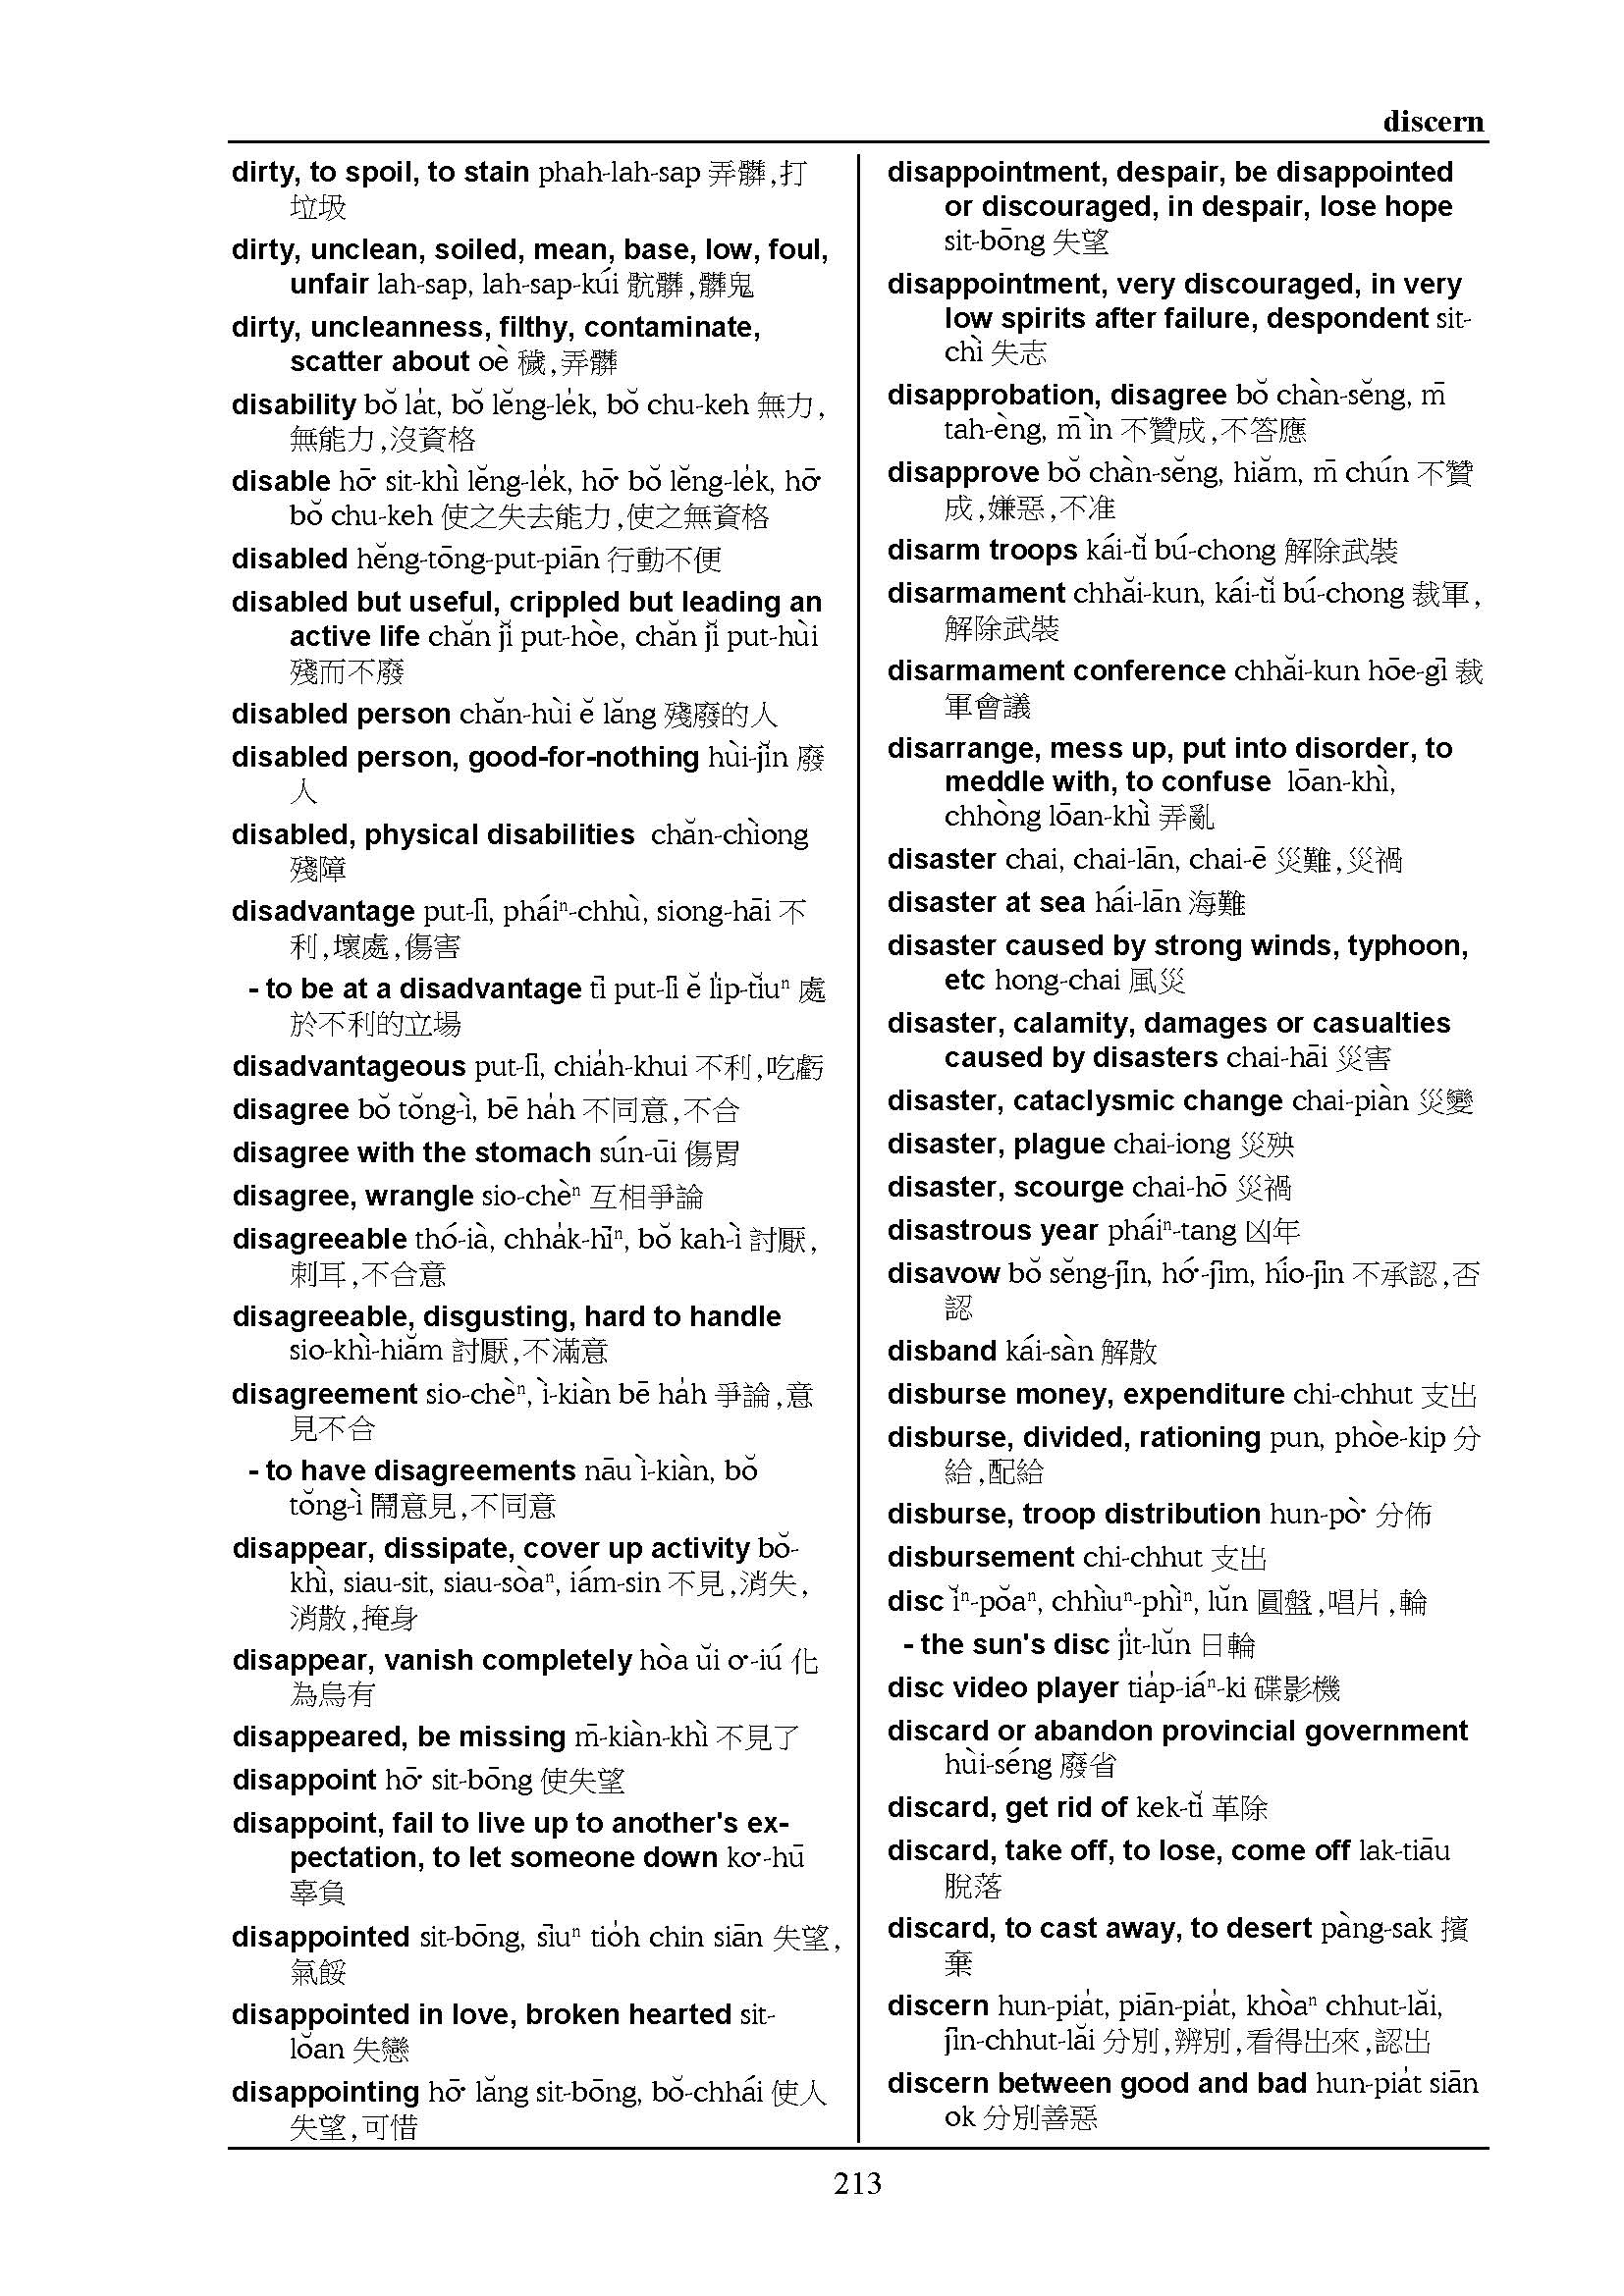 discern
dirty, to spoil, to stain phah-lah-sap 弄髒,打
垃圾
dirty, unclean, soiled, mean, base, low, foul,
unfair lah-sap, lah-sap-kúi 骯髒,髒鬼
dirty, uncleanness, filthy, contaminate,
scatter about oè 穢,弄髒
disability bŏ la̍t, bŏ lĕng-le̍k, bŏ chu-keh 無力,
無能力,沒資格
disable hō͘ sit-khì lĕng-le̍k, hō͘ bŏ lĕng-le̍k, hō͘
bŏ chu-keh 使之失去能力,使之無資格
disabled hĕng-tōng-put-piān 行動不便
disabled but useful, crippled but leading an
active life chăn jĭ put-hòe, chăn jĭ put-hùi
殘而不廢
disabled person chăn-hùi ĕ lăng 殘廢的人
disabled person, good-for-nothing hùi-jĭn 廢
人
disabled, physical disabilities chăn-chìong
殘障
disadvantage put-lī, pháiⁿ-chhù, siong-hāi 不
利,壞處,傷害
- to be at a disadvantage tī put-lī ĕ li̍p-tĭuⁿ 處
於不利的立場
disadvantageous put-lī, chia̍h-khui 不利,吃虧
disagree bŏ tŏng-ì, bē ha̍h 不同意,不合
disagree with the stomach sún-ūi 傷胃
disagree, wrangle sio-chèⁿ 互相爭論
disagreeable thó-ià, chha̍k-hīⁿ, bŏ kah-ì 討厭,
刺耳,不合意
disagreeable, disgusting, hard to handle
sio-khì-hiăm 討厭,不滿意
disagreement sio-chèⁿ, ì-kiàn bē ha̍h 爭論,意
見不合
- to have disagreements nāu ì-kiàn, bŏ
tŏng-ì 鬧意見,不同意
disappear, dissipate, cover up activity bŏ-
khì, siau-sit, siau-sòaⁿ, iám-sin 不見,消失,
消散,掩身
disappear, vanish completely hòa ŭi o͘-iú 化
為烏有
disappeared, be missing m̄-kiàn-khì 不見了
disappoint hō͘ sit-bōng 使失望
disappoint, fail to live up to another's ex-
pectation, to let someone down ko͘-hū
辜負
disappointed sit-bōng, sīuⁿ tio̍h chin siān 失望,
氣餒
disappointed in love, broken hearted sit-
lŏan 失戀
disappointing hō͘ lăng sit-bōng, bŏ-chhái 使人
失望,可惜
disappointment, despair, be disappointed
or discouraged, in despair, lose hope
sit-bōng 失望
disappointment, very discouraged, in very
low spirits after failure, despondent sit-
chì 失志
disapprobation, disagree bŏ chàn-sĕng, m̄
tah-èng, m̄ ìn 不贊成,不答應
disapprove bŏ chàn-sĕng, hiăm, m̄ chún 不贊
成,嫌惡,不准
disarm troops kái-tĭ bú-chong 解除武裝
disarmament chhăi-kun, kái-tĭ bú-chong 裁軍,
解除武裝
disarmament conference chhăi-kun hōe-gī 裁
軍會議
disarrange, mess up, put into disorder, to
meddle with, to confuse lōan-khì,
chhòng lōan-khì 弄亂
disaster chai, chai-lān, chai-ē 災難,災禍
disaster at sea hái-lān 海難
disaster caused by strong winds, typhoon,
etc hong-chai 風災
disaster, calamity, damages or casualties
caused by disasters chai-hāi 災害
disaster, cataclysmic change chai-piàn 災變
disaster, plague chai-iong 災殃
disaster, scourge chai-hō 災禍
disastrous year pháiⁿ-tang 凶年
disavow bŏ sĕng-jīn, hó͘-jīm, hío-jīn 不承認,否
認
disband kái-sàn 解散
disburse money, expenditure chi-chhut 支出
disburse, divided, rationing pun, phòe-kip 分
給,配給
disburse, troop distribution hun-pò͘ 分佈
disbursement chi-chhut 支出
disc ĭⁿ-pŏaⁿ, chhìuⁿ-phìⁿ, lŭn 圓盤,唱片,輪
- the sun's disc ji̍t-lŭn 日輪
disc video player tia̍p-iáⁿ-ki 碟影機
discard or abandon provincial government
hùi-séng 廢省
discard, get rid of kek-tĭ 革除
discard, take off, to lose, come off lak-tiāu
脫落
discard, to cast away, to desert pàng-sak 擯
棄
discern hun-pia̍t, piān-pia̍t, khòaⁿ chhut-lăi,
jīn-chhut-lăi 分別,辨別,看得出來,認出
discern between good and bad hun-pia̍t siān
ok 分別善惡
213